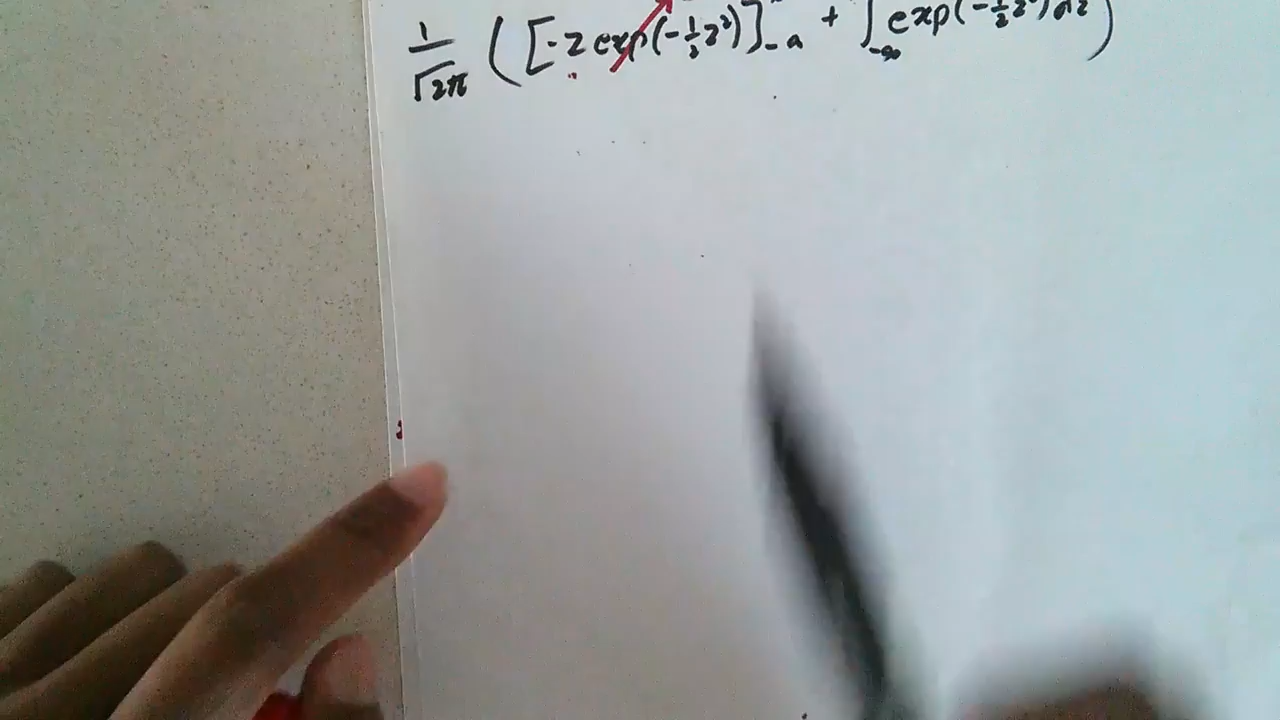 1/√2π ( [-z exp(-½z²)]₋ₐ + ∫₋∞ exp(-½z²)dz )